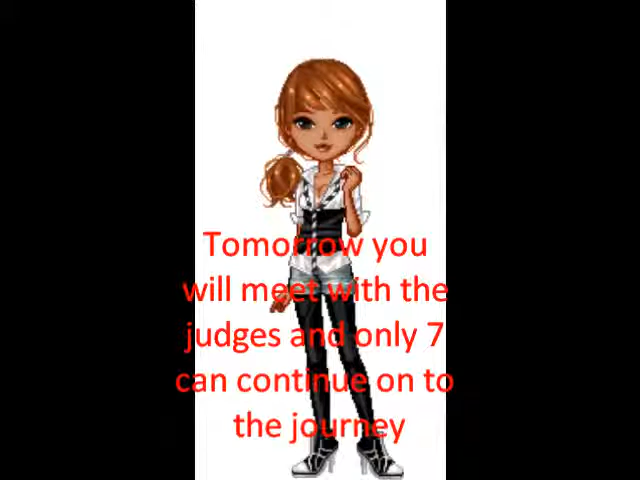 Tomorrow you
will meet with the
judges and only 7
can continue on to
the journey